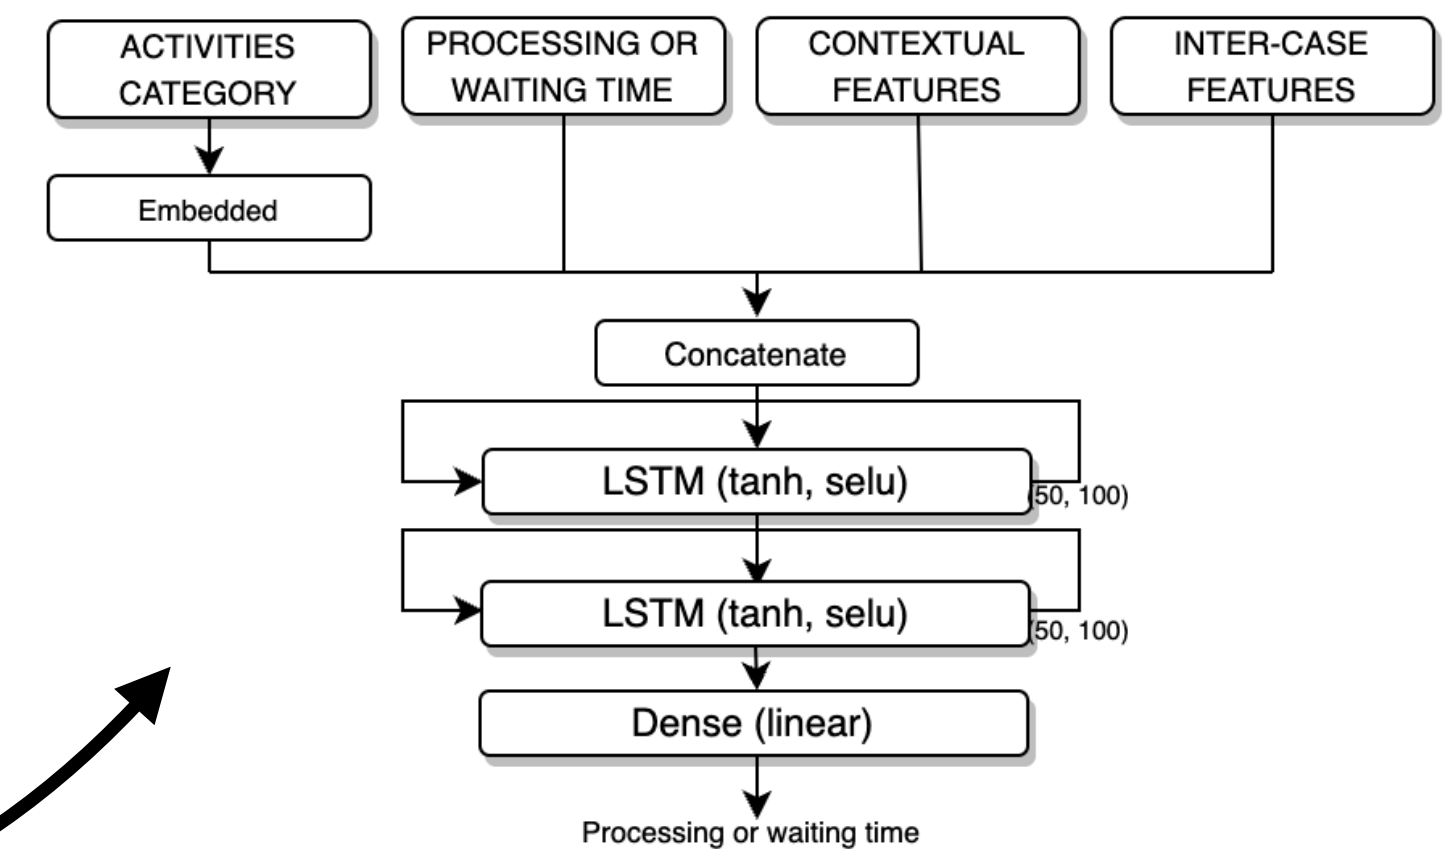 ACTIVITIES
CATEGORY
PROCESSING OR
WAITING TIME
CONTEXTUAL
FEATURES
INTER-CASE
FEATURES
Embedded
Concatenate
LSTM (tanh, selu)
(50, 100)
LSTM (tanh, selu)
(50, 100)
Dense (linear)
Processing or waiting time